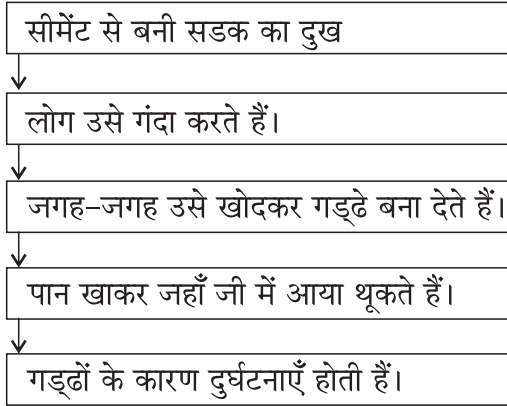 सीमेंट से बनी सडक का दुख
लोग उसे गंदा करते हैं।
जगह–जगह उसे खोदकर गड्ढे बना देते हैं।
पान खाकर जहाँ जी में आया थूकते हैं।
गड्ढों के कारण दुर्घटनाएँ होती हैं।